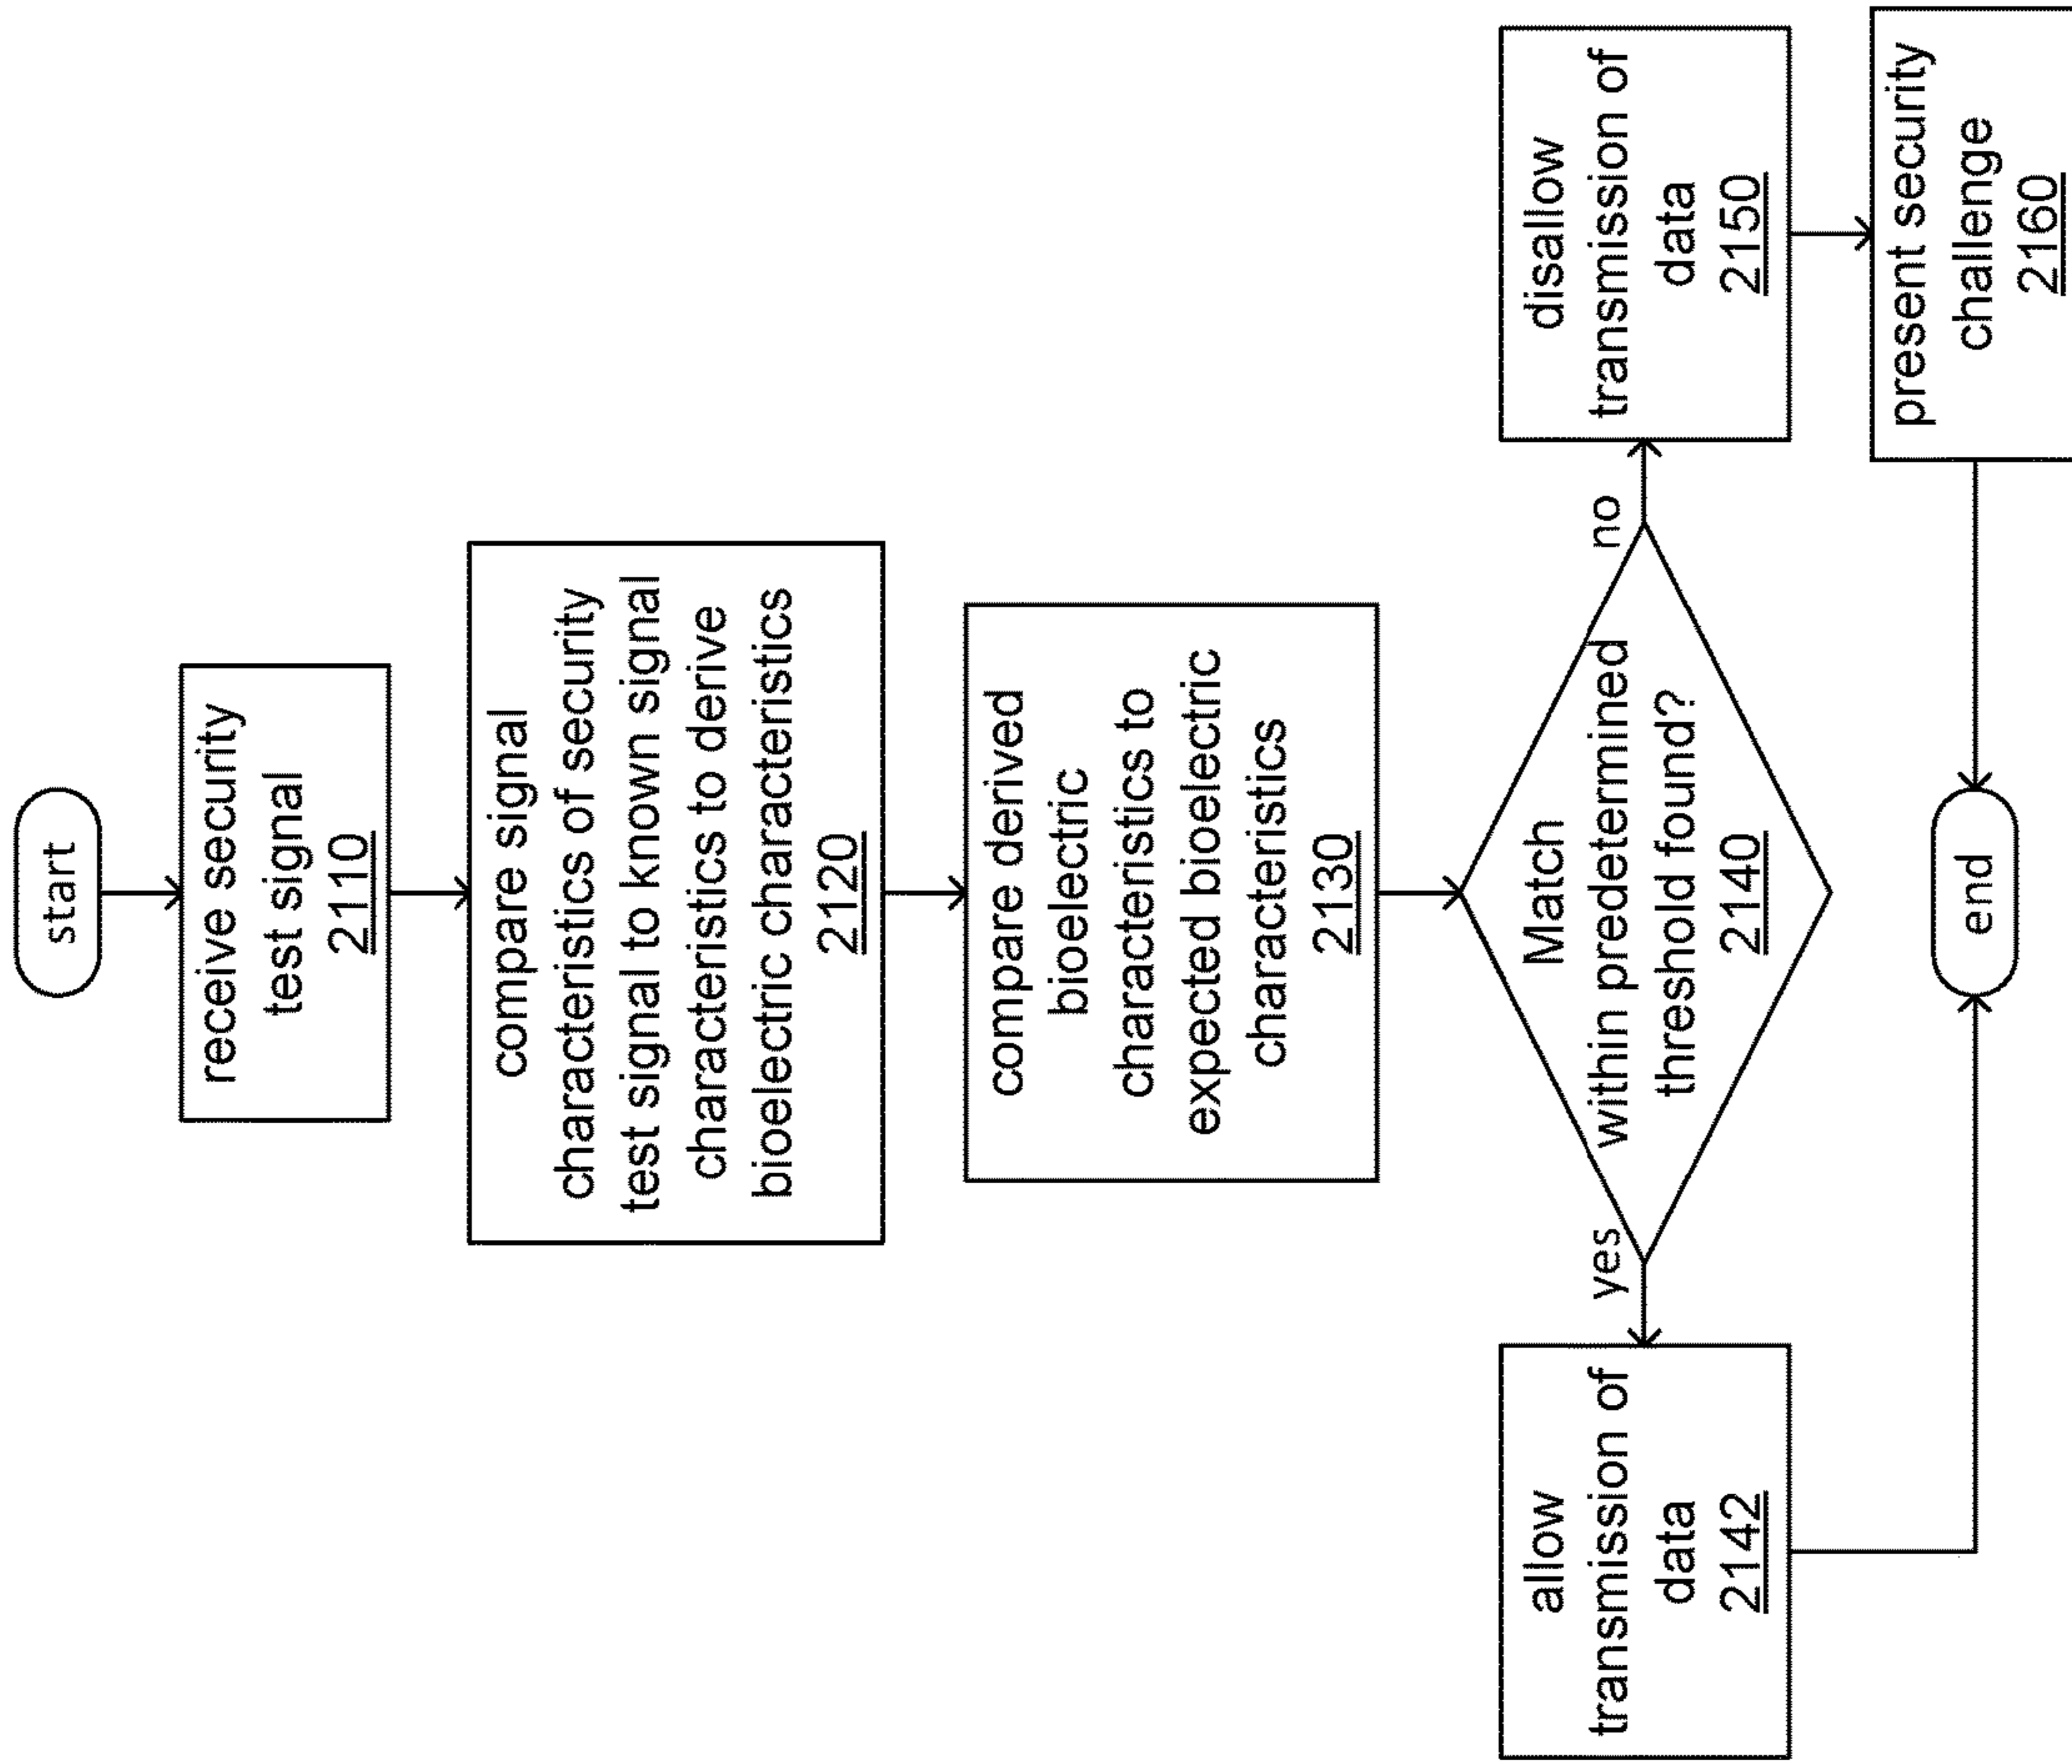 start
receive security
test signal
2110
compare signal
characteristics of security
test signal to known signal
characteristics to derive
bioelectric characteristics
2120
compare derived
bioelectric
characteristics to
expected bioelectric
characteristics
2130
Match
within predetermined
threshold found?
2140
yes
no
allow
transmission of
data
2142
disallow
transmission of
data
2150
present security
challenge
2160
end